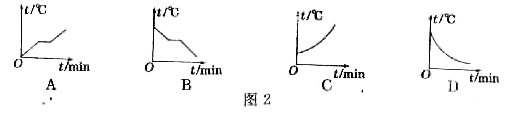 t/℃ t/℃ t/℃ t/℃
O t/min O t/min O t/min O t/min
A B C D
图 2